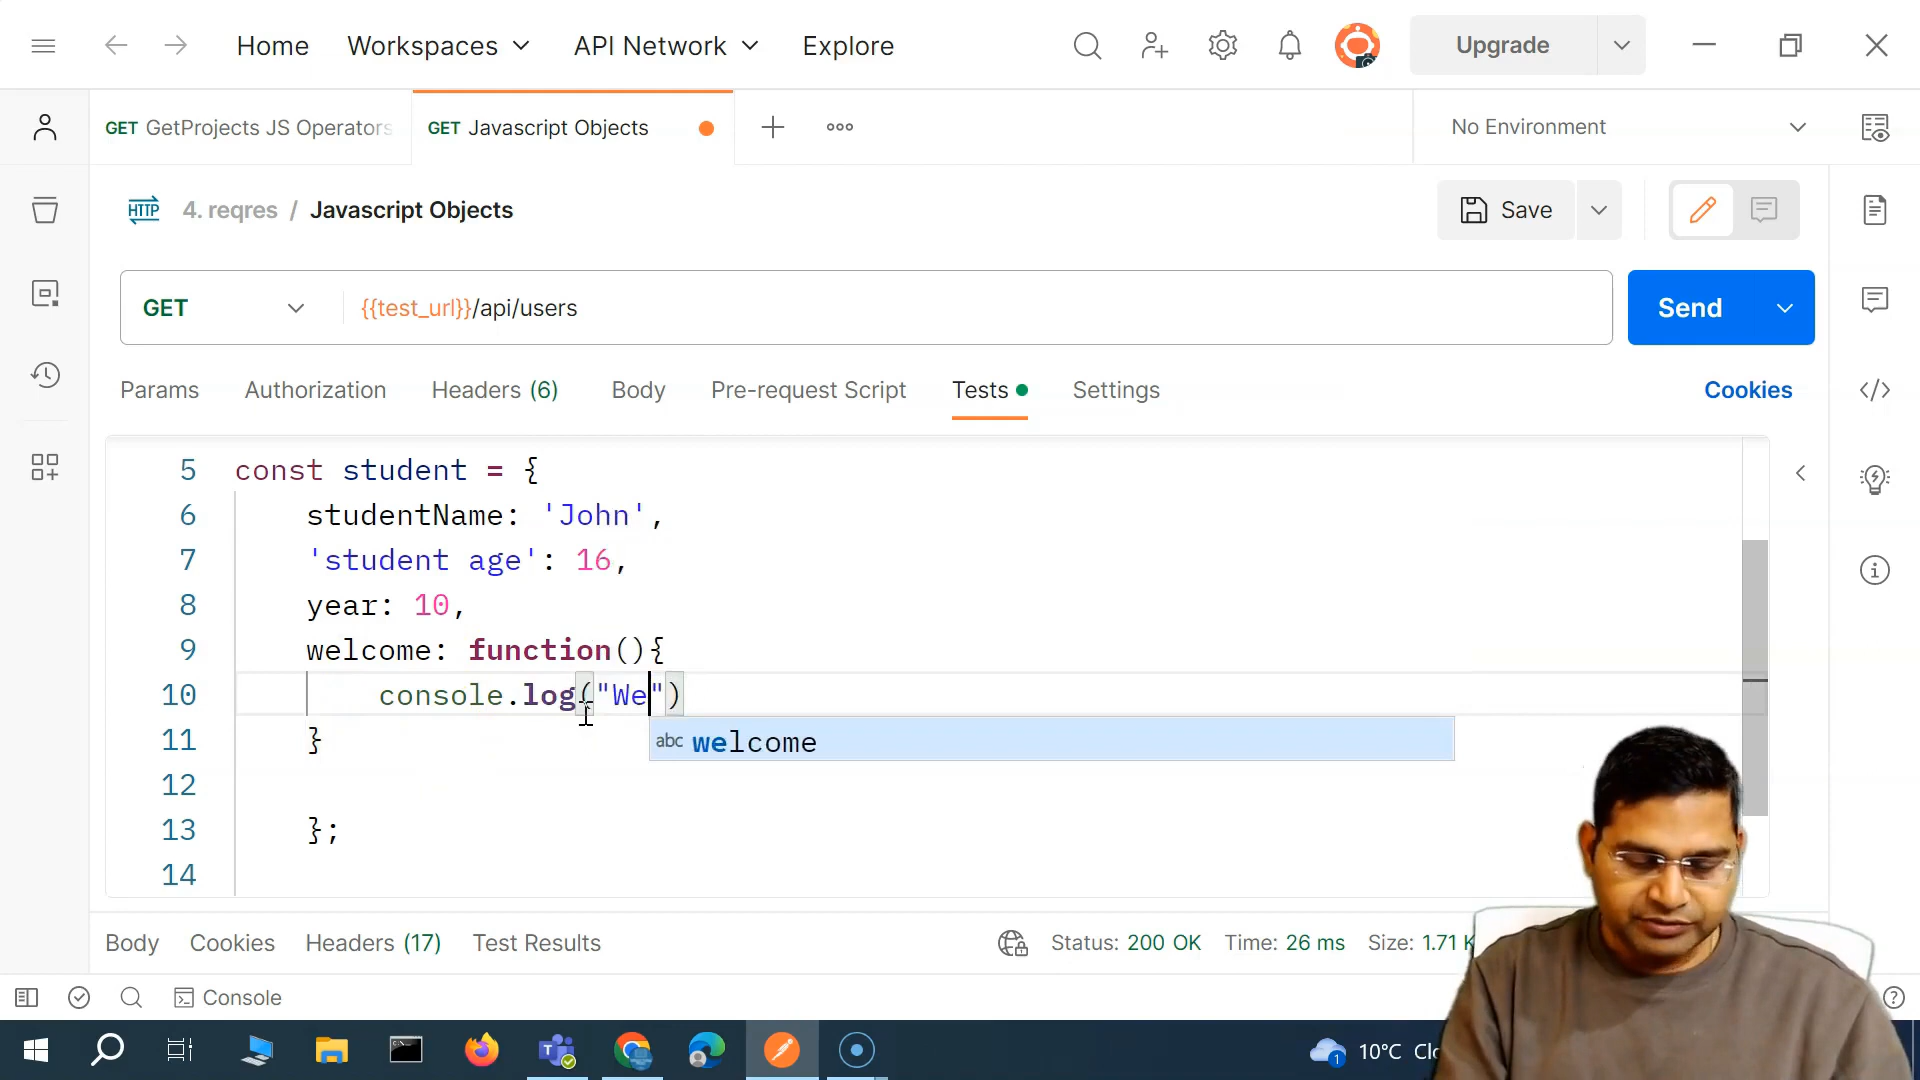 Home Workspaces API Network Explore Upgrade
GET GetProjects JS Operators GET Javascript Objects No Environment
HTTP 4. reqres / Javascript Objects Save
GET {{test_url}}/api/users Send
Params Authorization Headers (6) Body Pre-request Script Tests Settings Cookies
5 const student = {
6 studentName: 'John',
7 'student age': 16,
8 year: 10,
9 welcome: function(){
10 console.log("We")
abc welcome
11 }
12
13 };
14
Body Cookies Headers (17) Test Results Status: 200 OK Time: 26 ms Size: 1.71
Console
1 10°C